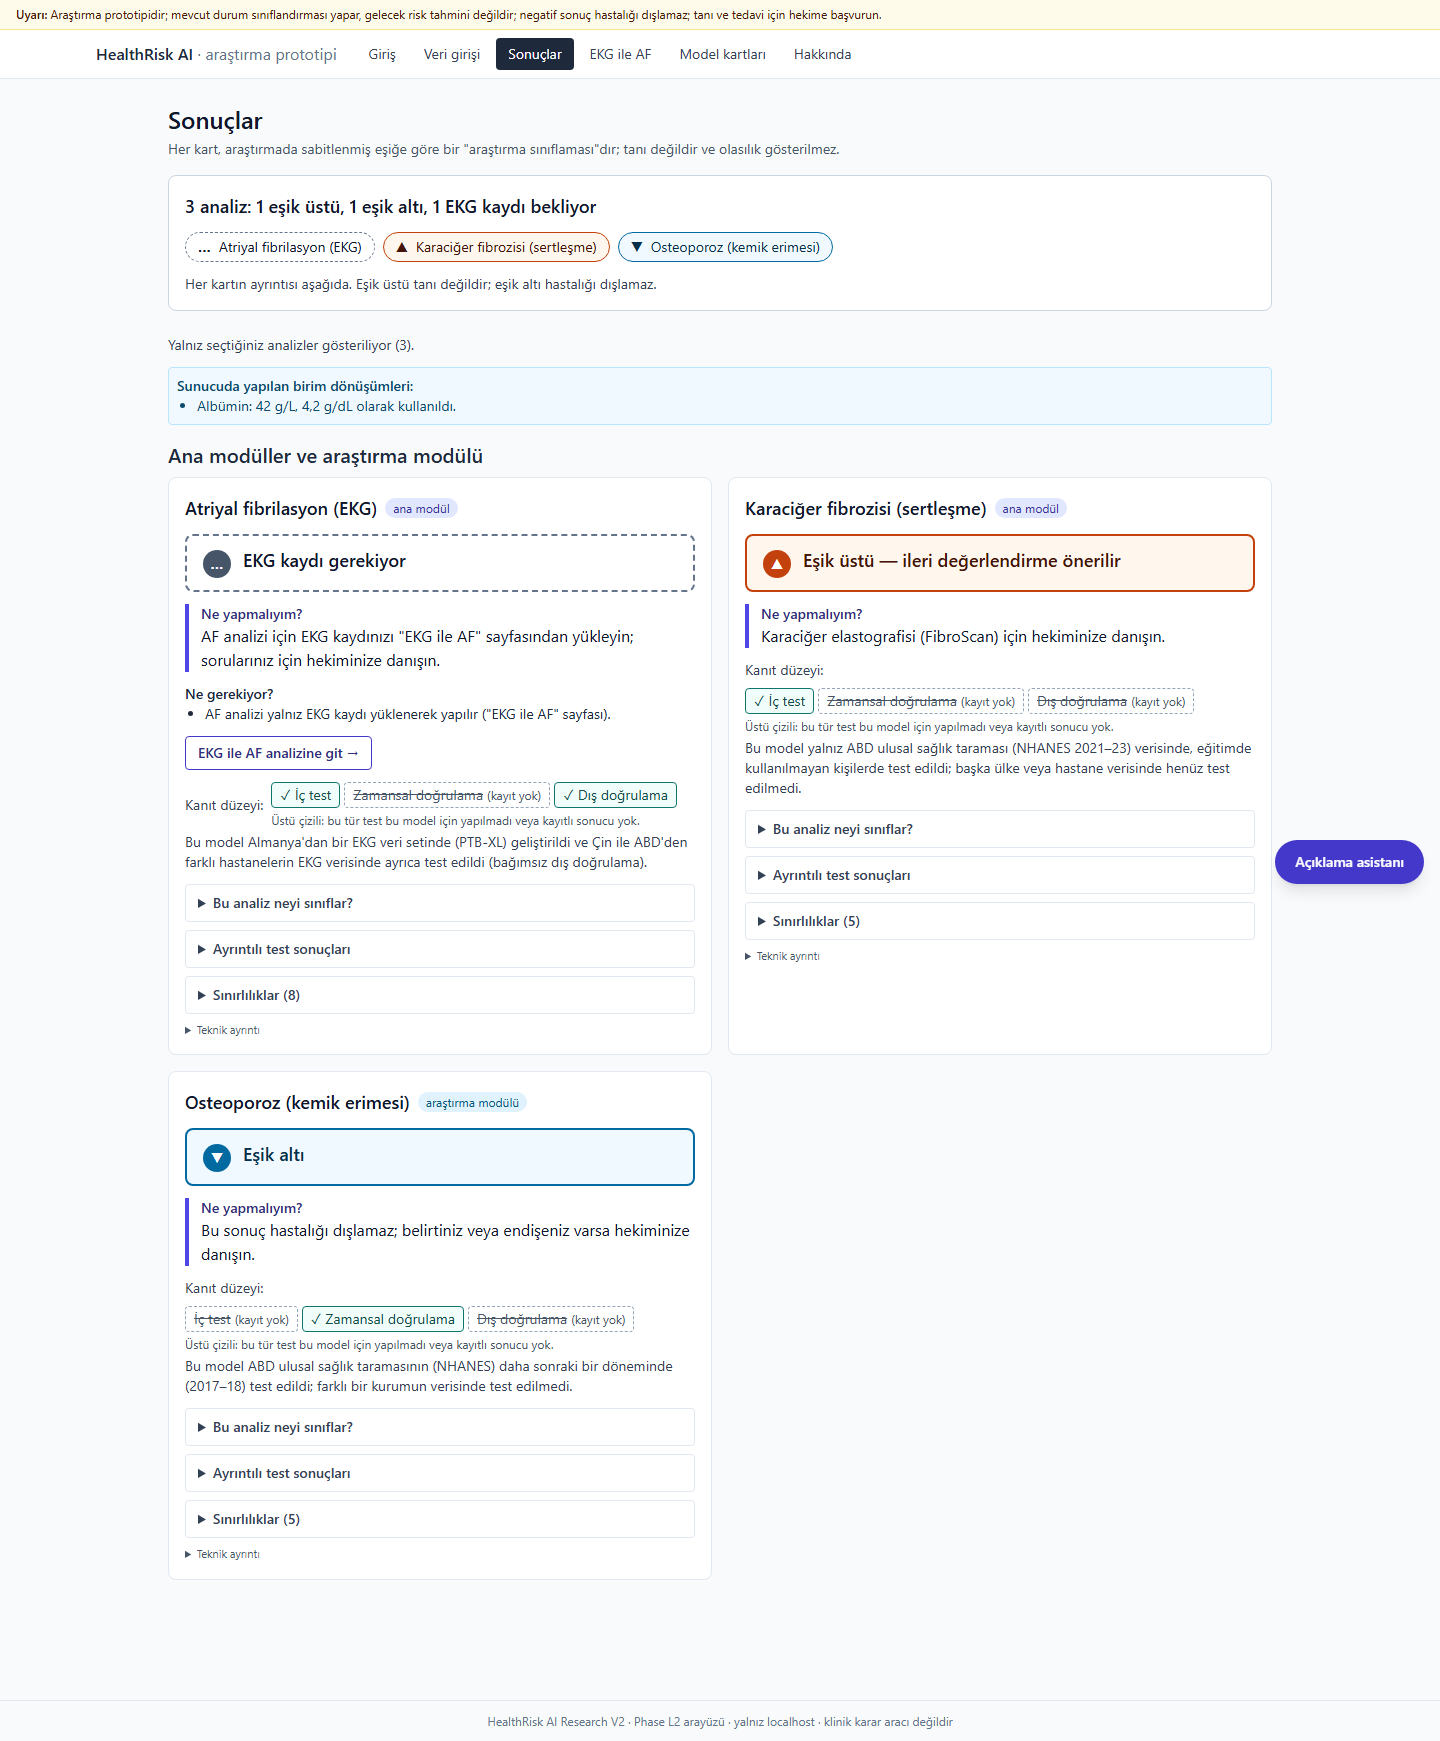 Uyarı: Araştırma prototipidir; mevcut durum sınıflandırması yapar, gelecek risk tahmini değildir; negatif sonuç hastalığı dışlamaz; tanı ve tedavi için hekime başvurun.
HealthRisk AI · araştırma prototipi Giriş Veri girişi Sonuçlar EKG ile AF Model kartları Hakkında
Sonuçlar
Her kart, araştırmada sabitlenmiş eşiğe göre bir "araştırma sınıflaması"dır; tanı değildir ve olasılık gösterilmez.
3 analiz: 1 eşik üstü, 1 eşik altı, 1 EKG kaydı bekliyor
... Atriyal fibrilasyon (EKG) ▲ Karaciğer fibrozisi (sertleşme) ▼ Osteoporoz (kemik erimesi)
Her kartın ayrıntısı aşağıda. Eşik üstü tanı değildir; eşik altı hastalığı dışlamaz.
Yalnız seçtiğiniz analizler gösteriliyor (3).
Sunucuda yapılan birim dönüşümleri:
• Albümin: 42 g/L, 4,2 g/dL olarak kullanıldı.
Ana modüller ve araştırma modülü
Atriyal fibrilasyon (EKG) ana modül
... EKG kaydı gerekiyor
Ne yapmalıyım?
AF analizi için EKG kaydınızı "EKG ile AF" sayfasından yükleyin;
sorularınız için hekiminize danışın.
Ne gerekiyor?
• AF analizi yalnız EKG kaydı yüklenerek yapılır ("EKG ile AF" sayfası).
EKG ile AF analizine git →
Kanıt düzeyi: ✓ İç test Zamansal doğrulama (kayıt yok) ✓ Dış doğrulama
Üstü çizili: bu tür test bu model için yapılmadı veya kayıtlı sonucu yok.
Bu model Almanya'dan bir EKG veri setinde (PTB-XL) geliştirildi ve Çin ile ABD'den
farklı hastanelerin EKG verisinde ayrıca test edildi (bağımsız dış doğrulama).
▶ Bu analiz neyi sınıflar?
▶ Ayrıntılı test sonuçları
▶ Sınırlılıklar (8)
▶ Teknik ayrıntı
Karaciğer fibrozisi (sertleşme) ana modül
▲ Eşik üstü — ileri değerlendirme önerilir
Ne yapmalıyım?
Karaciğer elastografisi (FibroScan) için hekiminize danışın.
Kanıt düzeyi:
✓ İç test Zamansal doğrulama (kayıt yok) Dış doğrulama (kayıt yok)
Üstü çizili: bu tür test bu model için yapılmadı veya kayıtlı sonucu yok.
Bu model yalnız ABD ulusal sağlık taraması (NHANES 2021–23) verisinde, eğitimde
kullanılmayan kişilerde test edildi; başka ülke veya hastane verisinde henüz test
edilmedi.
▶ Bu analiz neyi sınıflar?
▶ Ayrıntılı test sonuçları
▶ Sınırlılıklar (5)
▶ Teknik ayrıntı
Açıklama asistanı
Osteoporoz (kemik erimesi) araştırma modülü
▼ Eşik altı
Ne yapmalıyım?
Bu sonuç hastalığı dışlamaz; belirtiniz veya endişeniz varsa hekiminize
danışın.
Kanıt düzeyi:
İç test (kayıt yok) ✓ Zamansal doğrulama Dış doğrulama (kayıt yok)
Üstü çizili: bu tür test bu model için yapılmadı veya kayıtlı sonucu yok.
Bu model ABD ulusal sağlık taramasının (NHANES) daha sonraki bir döneminde
(2017–18) test edildi; farklı bir kurumun verisinde test edilmedi.
▶ Bu analiz neyi sınıflar?
▶ Ayrıntılı test sonuçları
▶ Sınırlılıklar (5)
▶ Teknik ayrıntı
HealthRisk AI Research V2 · Phase L2 arayüzü · yalnız localhost · klinik karar aracı değildir